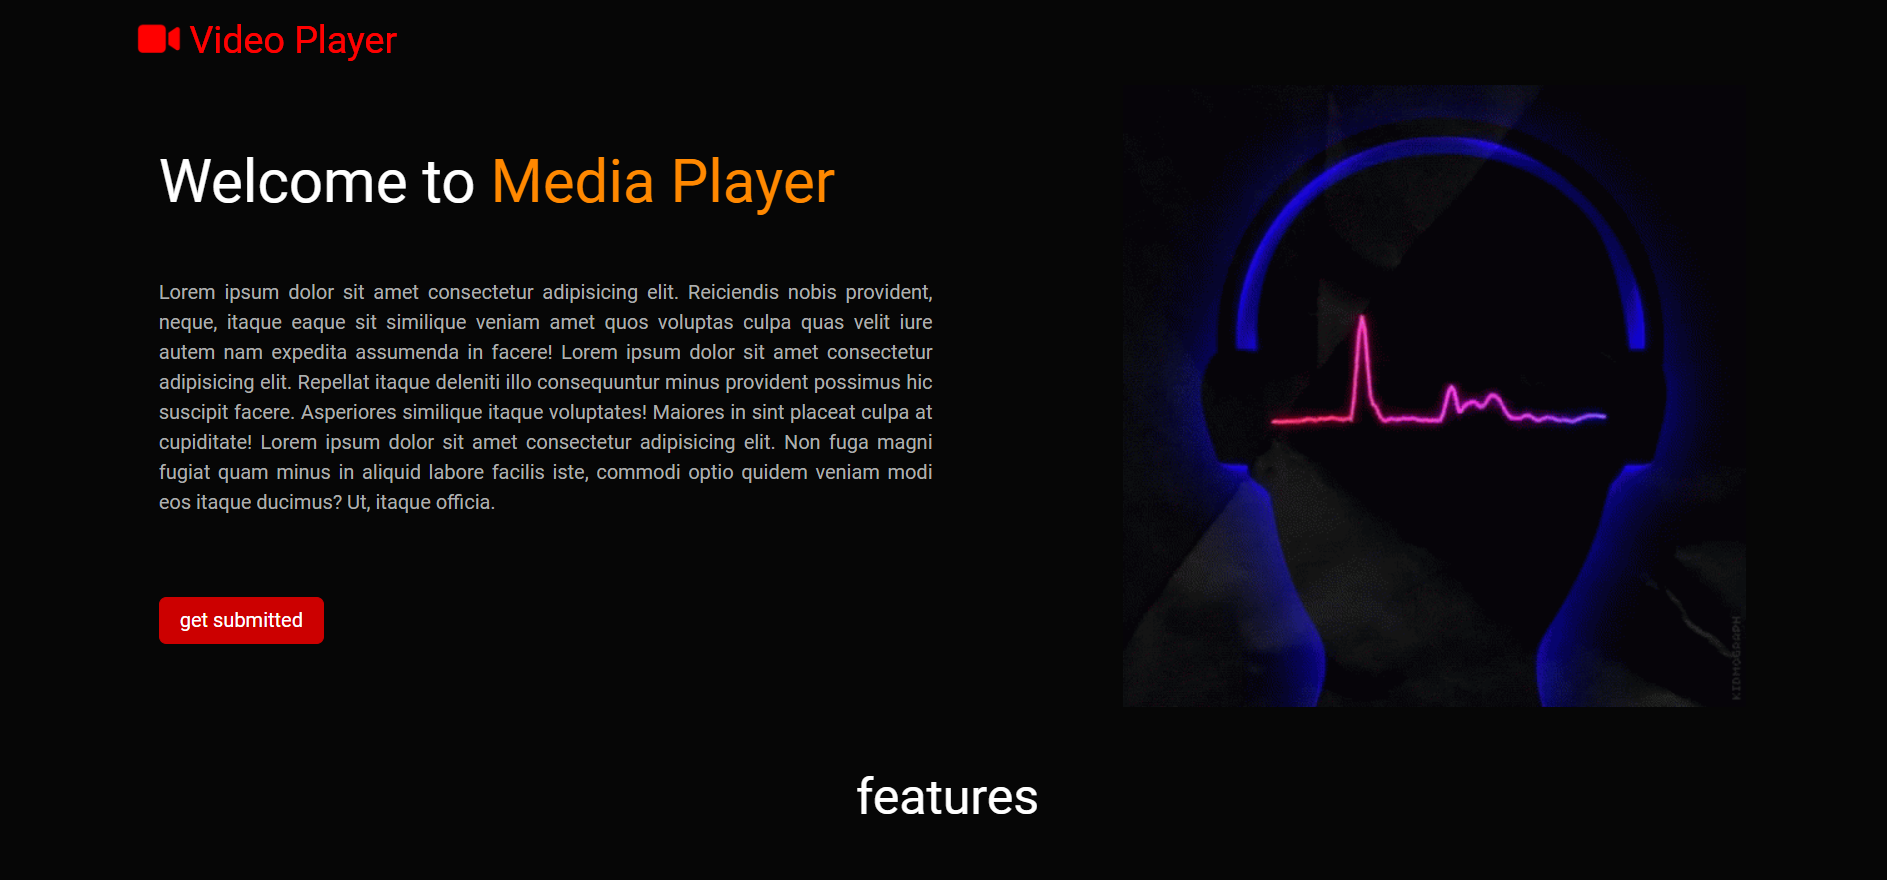 Video Player
Welcome to Media Player
Lorem ipsum dolor sit amet consectetur adipisicing elit. Reiciendis nobis provident,
neque, itaque eaque sit similique veniam amet quos voluptas culpa quas velit iure
autem nam expedita assumenda in facere! Lorem ipsum dolor sit amet consectetur
adipisicing elit. Repellat itaque deleniti illo consequuntur minus provident possimus hic
suscipit facere. Asperiores similique itaque voluptates! Maiores in sint placeat culpa at
cupiditate! Lorem ipsum dolor sit amet consectetur adipisicing elit. Non fuga magni
fugiat quam minus in aliquid labore facilis iste, commodi optio quidem veniam modi
eos itaque ducimus? Ut, itaque officia.
get submitted
KIDMOGRAPH
features